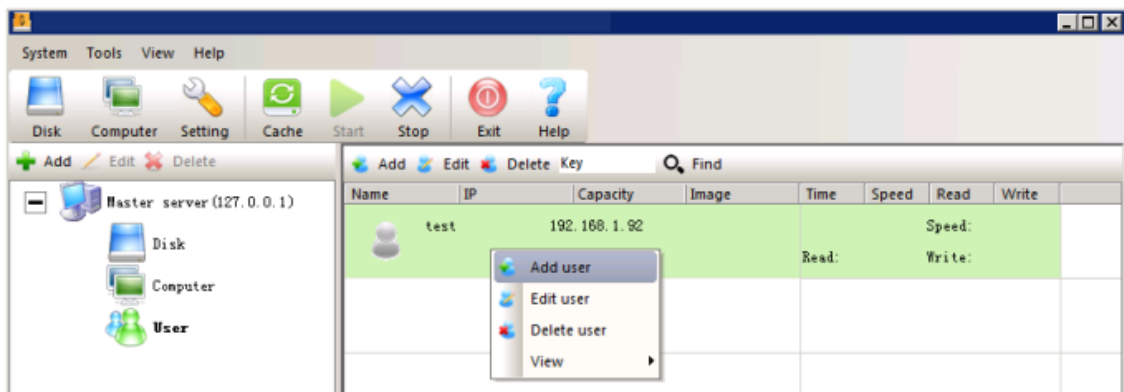 System Tools View Help
Disk Computer Setting Cache Start Stop Exit Help
Add Edit Delete
Add Edit Delete Key Find
Name IP Capacity Image Time Speed Read Write
Master server(127.0.0.1)
Disk
Computer
User
test 192.168.1.92 Speed:
Read: Write:
Add user
Edit user
Delete user
View